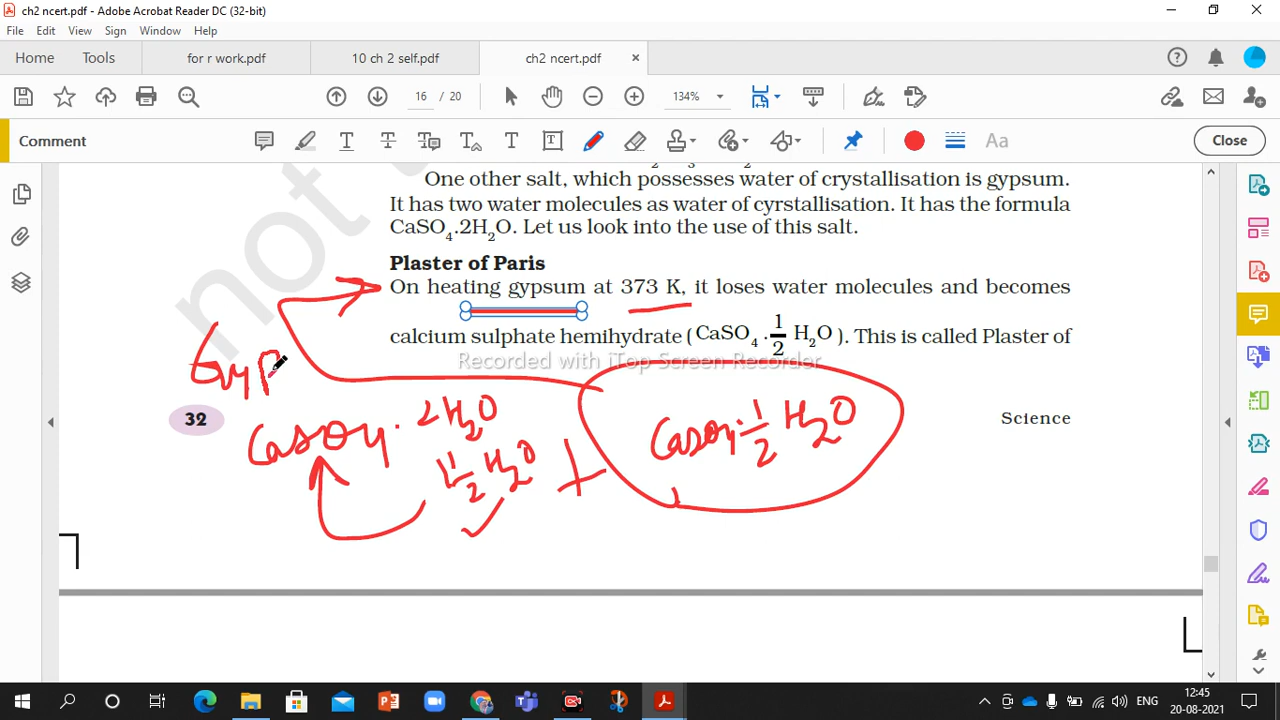 ch2 ncert.pdf - Adobe Acrobat Reader DC (32-bit)
File Edit View Sign Window Help
Home Tools for r work.pdf 10 ch 2 self.pdf ch2 ncert.pdf
16 / 20 134%
Comment Close
not
One other salt, which possesses water of crystallisation is gypsum.
It has two water molecules as water of cyrstallisation. It has the formula
CaSO4.2H2O. Let us look into the use of this salt.
Plaster of Paris
On heating gypsum at 373 K, it loses water molecules and becomes
calcium sulphate hemihydrate (CaSO4.1/2 H2O). This is called Plaster of
Recorded with iTop Screen Recorder
Gyp
32 Science
CaSO4. 2H2O
CaSO4. 1/2 H2O
1 1/2 H2O +
ENG 12:45
20-08-2021